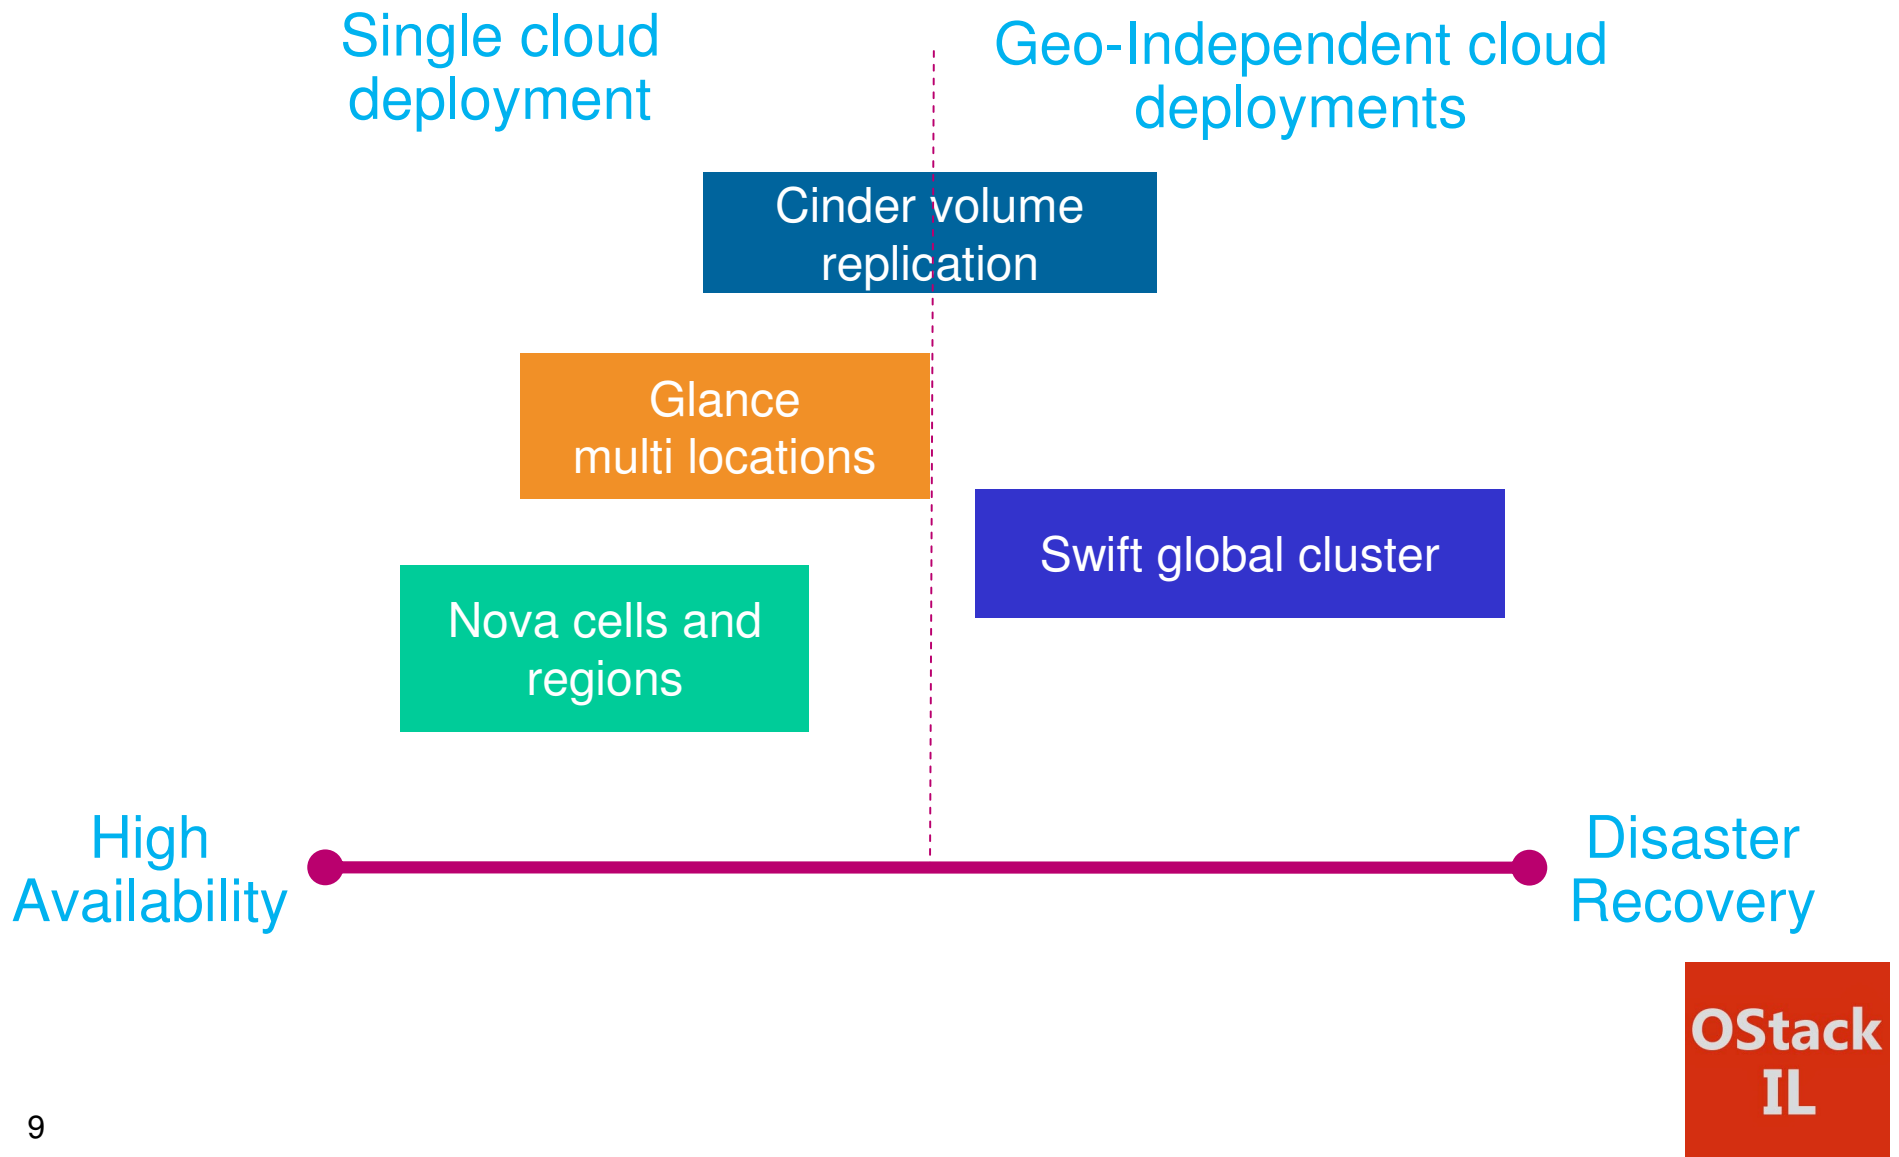 Single cloud
deployment
Geo-Independent cloud
deployments
Cinder volume
replication
Glance
multi locations
Swift global cluster
Nova cells and
regions
High
Availability
Disaster
Recovery
OStack
IL
9